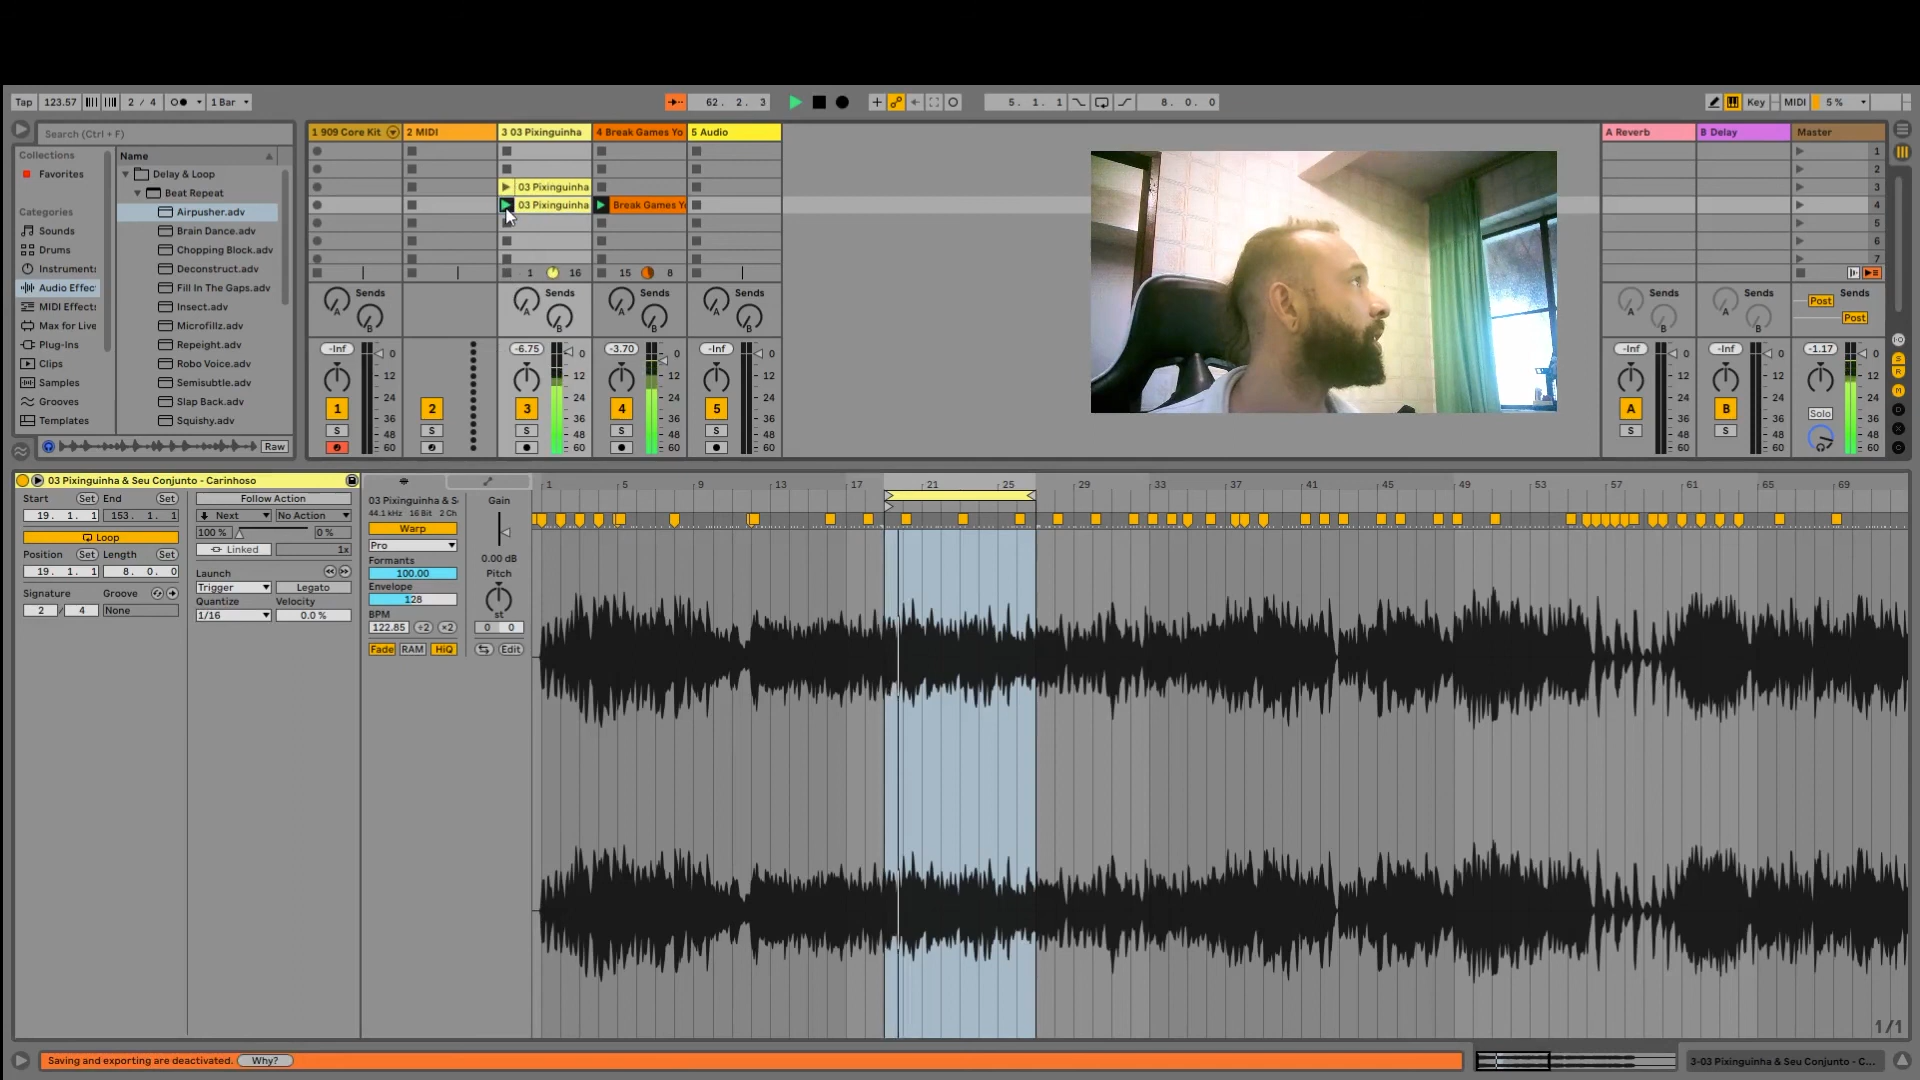 Tap 123.57 2 / 4 1 Bar 62. 2. 3 5. 1. 1 8. 0. 0 Key MIDI 5 %
Search (Ctrl + F)
Collections
Favorites
Categories
Sounds
Drums
Instrument:
Audio Effec
MIDI Effect:
Max for Live
Plug-Ins
Clips
Samples
Grooves
Templates
Name
Delay & Loop
Beat Repeat
Airpusher.adv
Brain Dance.adv
Chopping Block.adv
Deconstruct.adv
Fill In The Gaps.adv
Insect.adv
Microfillz.adv
Repeight.adv
Robo Voice.adv
Semisubtle.adv
Slap Back.adv
Squishy.adv
Raw
1 909 Core Kit 2 MIDI 3 03 Pixinguinha 4 Break Games Yo 5 Audio A Reverb B Delay Master
03 Pixinguinha
03 Pixinguinha Break Games Yo
1 2 3 4 5 6 7
1 16 15 8
Sends Sends Sends Sends Sends Sends Sends
A B A B A B A B A B A B
Post
Post
-Inf -6.75 -3.70 -Inf -Inf -Inf -1.17
0 12 24 36 48 60
0 12 24 36 48 60
0 12 24 36 48 60
0 12 24 36 48 60
0 12 24 36 48 60
0 12 24 36 48 60
0 12 24 36 48 60
Solo
1 2 3 4 5 A B
S S S S S S S
03 Pixinguinha & Seu Conjunto - Carinhoso
Start Set End Set
19. 1. 1 153. 1. 1
Loop
Position Set Length Set
19. 1. 1 8. 0. 0
Signature Groove
2 / 4 None
Follow Action
Next No Action
100 % 0 %
Linked 1x
Launch
Trigger Legato
Quantize Velocity
1/16 0.0 %
03 Pixinguinha & S
44.1 kHz 16 Bit 2 Ch
Warp
Pro
Formants
100.00
Envelope
128
BPM
122.85 ÷2 ×2
Fade RAM HiQ
Gain
0.00 dB
Pitch
st
0 0
Edit
1 5 9 13 17 21 25 29 33 37 41 45 49 53 57 61 65 69
1/1
Saving and exporting are deactivated. Why?
3-03 Pixinguinha & Seu Conjunto - C...